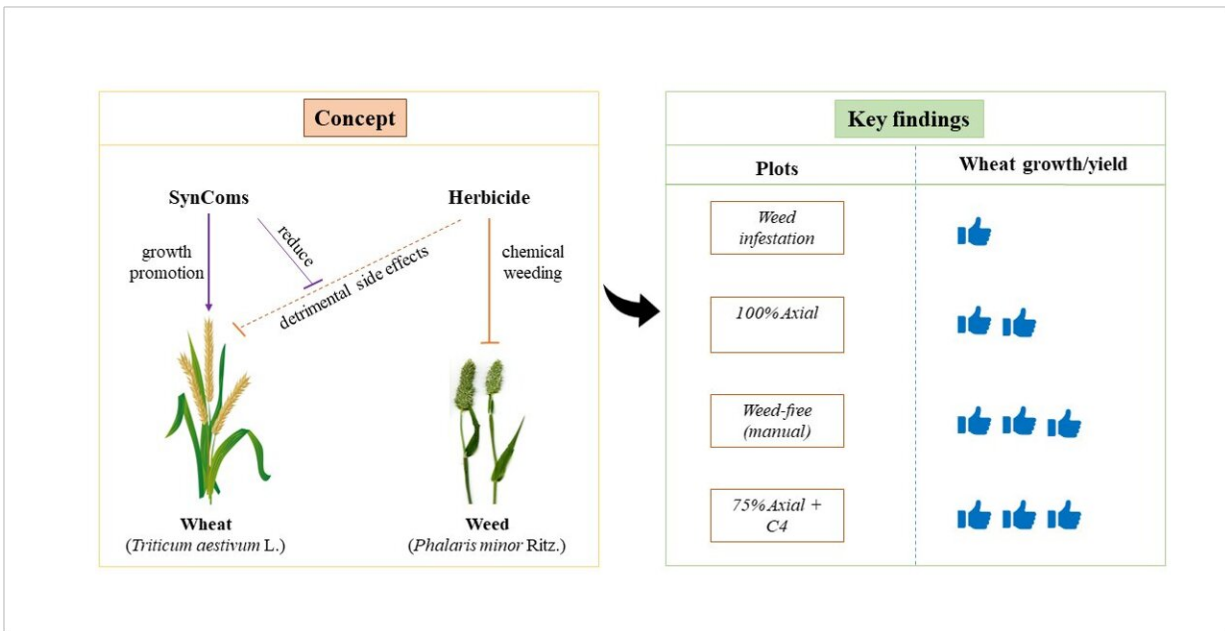 Concept
SynComs
Herbicide
growth
promotion
reduce
detrimental side effects
chemical
weeding
Wheat
(Triticum aestivum L.)
Weed
(Phalaris minor Ritz.)
Key findings
Plots
Wheat growth/yield
Weed
infestation
100% Axial
Weed-free
(manual)
75% Axial +
C4